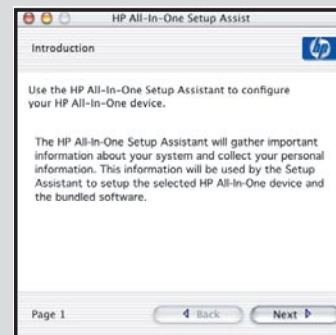 HP All-In-One Setup Assist
Introduction
hp
Use the HP All-In-One Setup Assistant to configure
your HP All-In-One device.
The HP All-In-One Setup Assistant will gather important
information about your system and collect your personal
information. This information will be used by the Setup
Assistant to setup the selected HP All-In-One device and
the bundled software.
Page 1
Back
Next